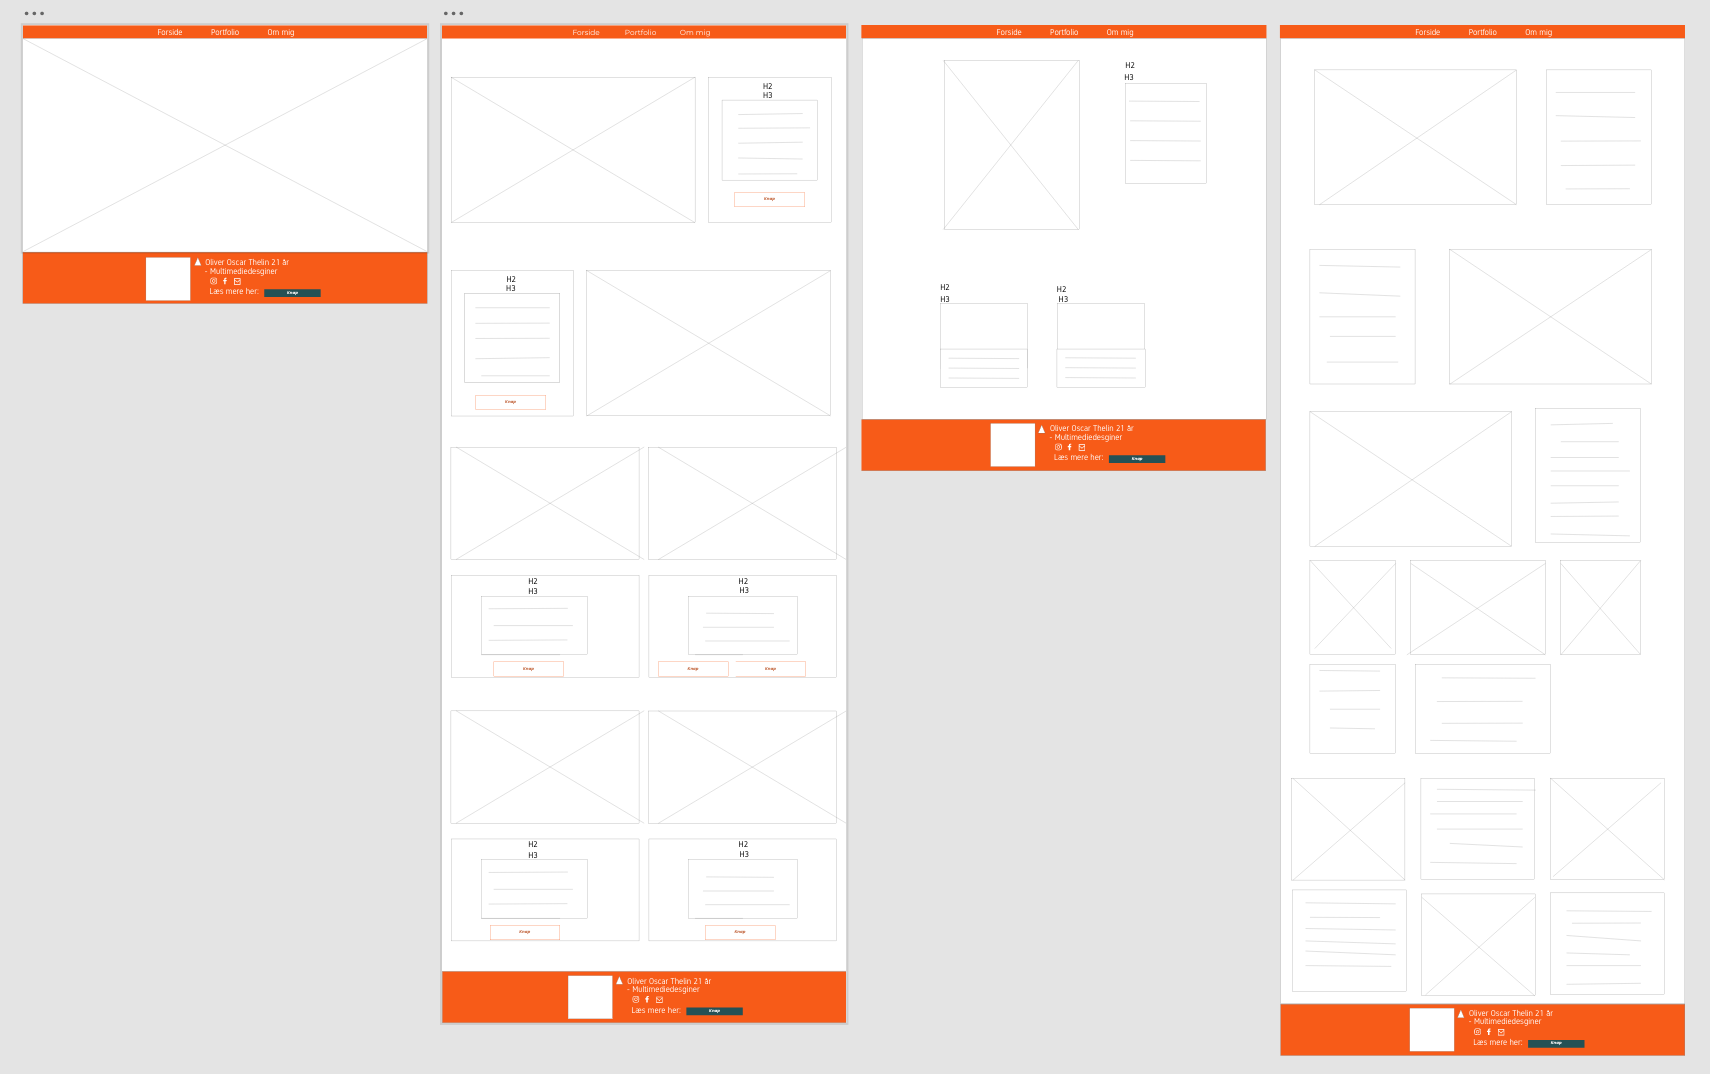 Forside Portfolio Om mig
Oliver Oscar Thelin 21 år
- Multimediedesginer
Læs mere her: Knap
Forside Portfolio Om mig
H2
H3
Knap
H2
H3
Knap
H2
H3
Knap
H2
H3
Knap Knap
H2
H3
Knap
H2
H3
Knap
Oliver Oscar Thelin 21 år
- Multimediedesginer
Læs mere her: Knap
Forside Portfolio Om mig
H2
H3
H2
H3
H2
H3
Oliver Oscar Thelin 21 år
- Multimediedesginer
Læs mere her: Knap
Forside Portfolio Om mig
Oliver Oscar Thelin 21 år
- Multimediedesginer
Læs mere her: Knap